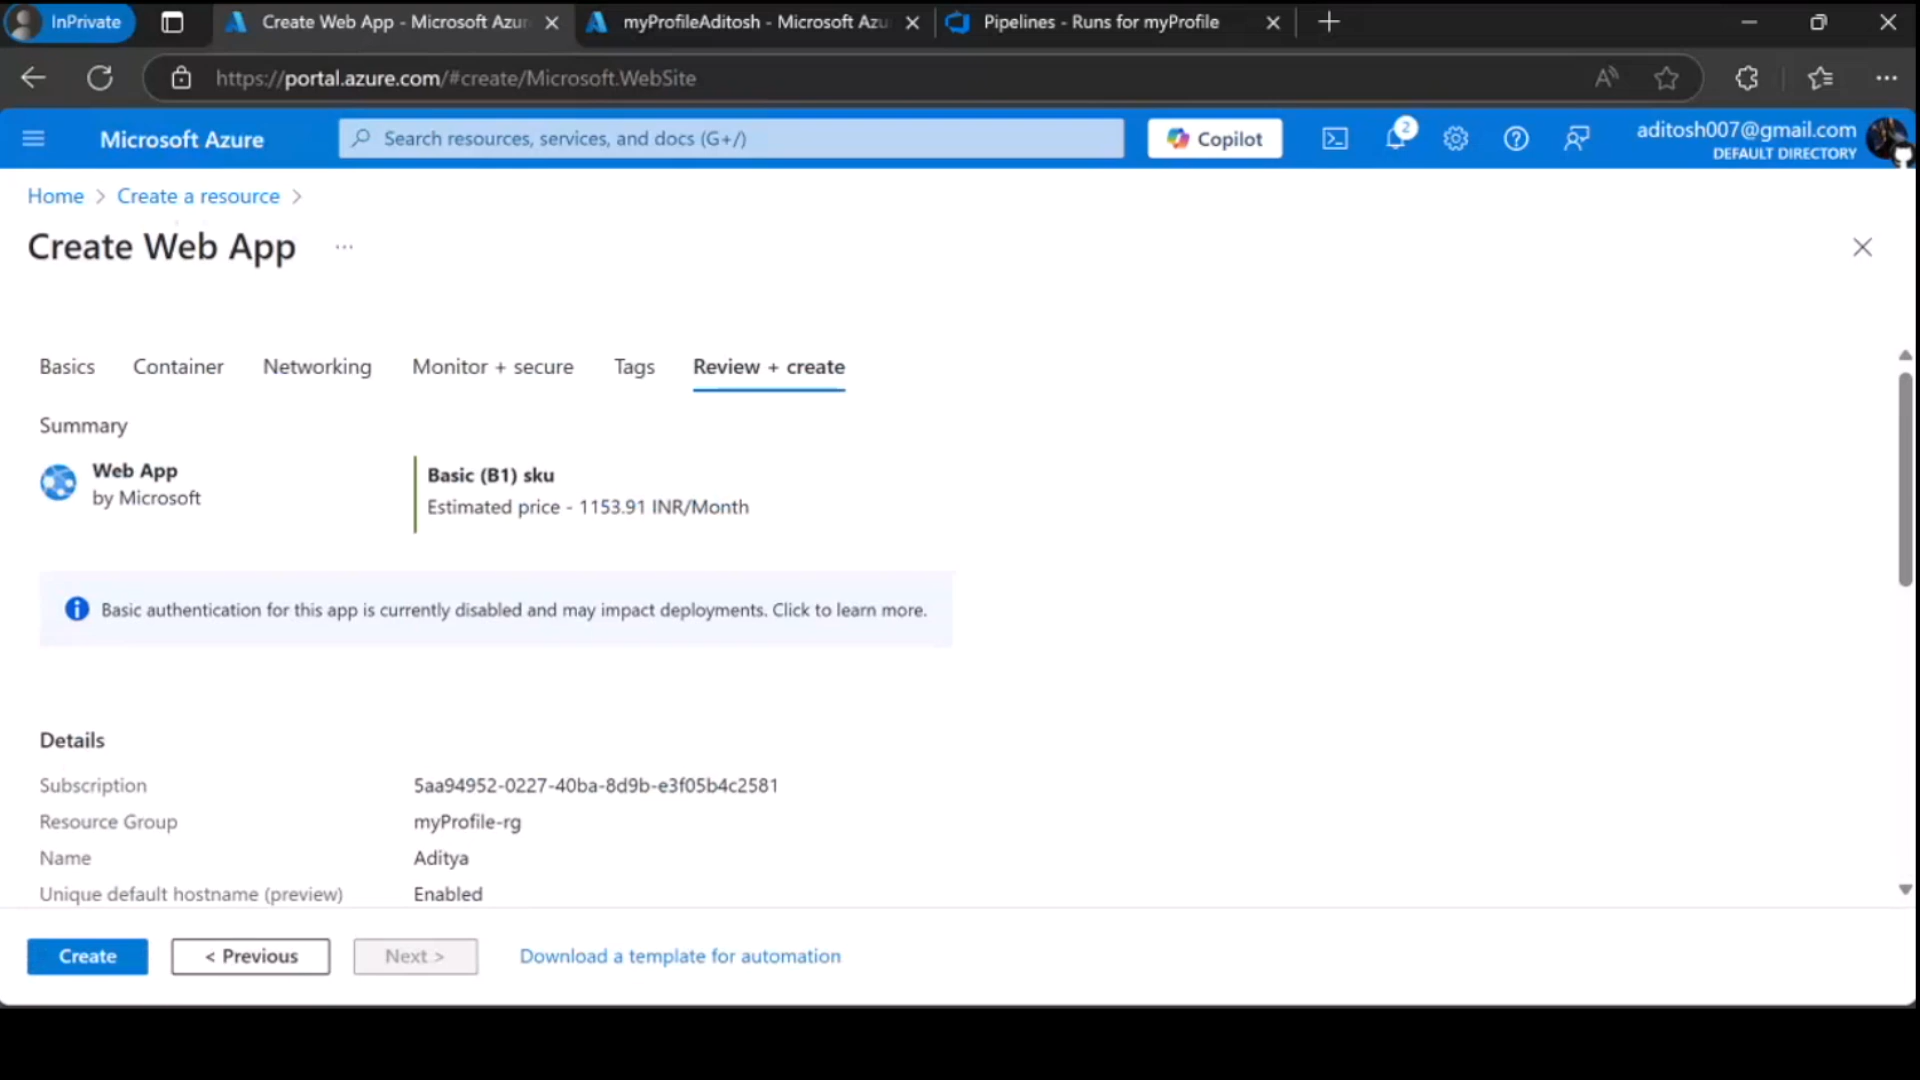 InPrivate
Create Web App - Microsoft Azur
myProfileAditosh - Microsoft Azu
Pipelines - Runs for myProfile
https://portal.azure.com/#create/Microsoft.WebSite
Microsoft Azure
Search resources, services, and docs (G+/)
Copilot
2
aditosh007@gmail.com
DEFAULT DIRECTORY
Home > Create a resource >
Create Web App ...
Basics Container Networking Monitor + secure Tags Review + create
Summary
Web App
by Microsoft
Basic (B1) sku
Estimated price - 1153.91 INR/Month
Basic authentication for this app is currently disabled and may impact deployments. Click to learn more.
Details
Subscription 5aa94952-0227-40ba-8d9b-e3f05b4c2581
Resource Group myProfile-rg
Name Aditya
Unique default hostname (preview) Enabled
Create < Previous Next > Download a template for automation